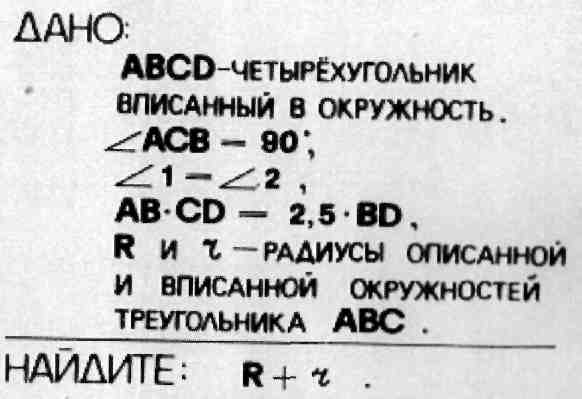 ДАНО:
ABCD-ЧЕТЫРЁХУГОЛЬНИК
ВПИСАННЫЙ В ОКРУЖНОСТЬ.
∠ACB = 90°,
∠1 = ∠2 ,
AB·CD = 2,5·BD,
R И r - РАДИУСЫ ОПИСАННОЙ
И ВПИСАННОЙ ОКРУЖНОСТЕЙ
ТРЕУГОЛЬНИКА ABC .
НАЙДИТЕ: R + r .